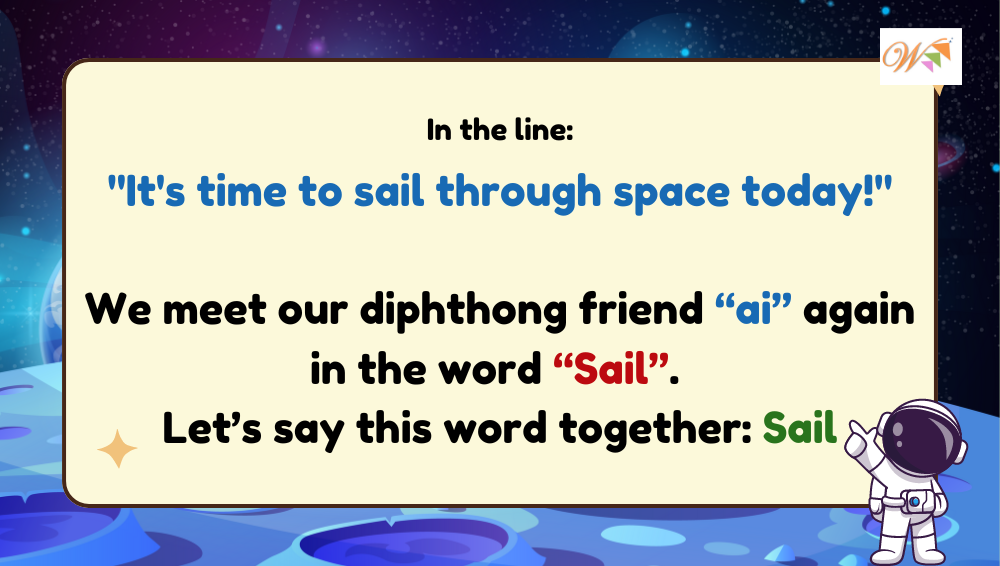 In the line:
"It's time to sail through space today!"
We meet our diphthong friend “ai” again
in the word “Sail”.
Let’s say this word together: Sail
W